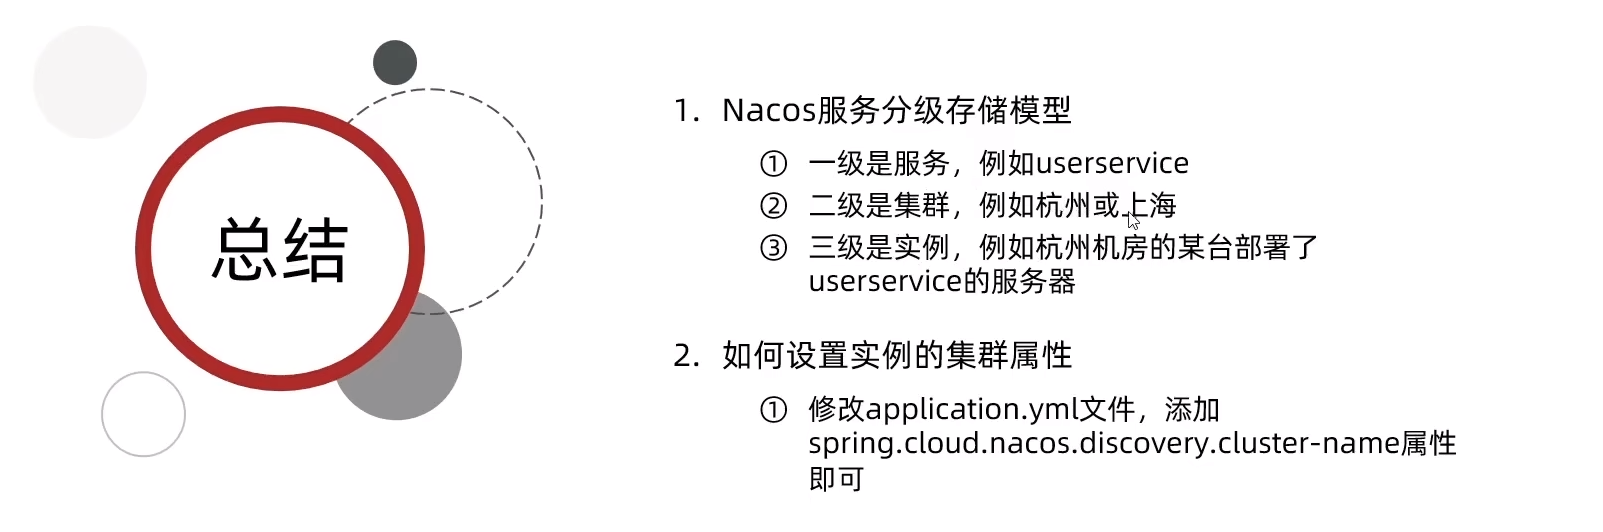 总结
1. Nacos服务分级存储模型
① 一级是服务，例如userservice
② 二级是集群，例如杭州或上海
③ 三级是实例，例如杭州机房的某台部署了
userservice的服务器
2. 如何设置实例的集群属性
① 修改application.yml文件，添加
spring.cloud.nacos.discovery.cluster-name属性
即可